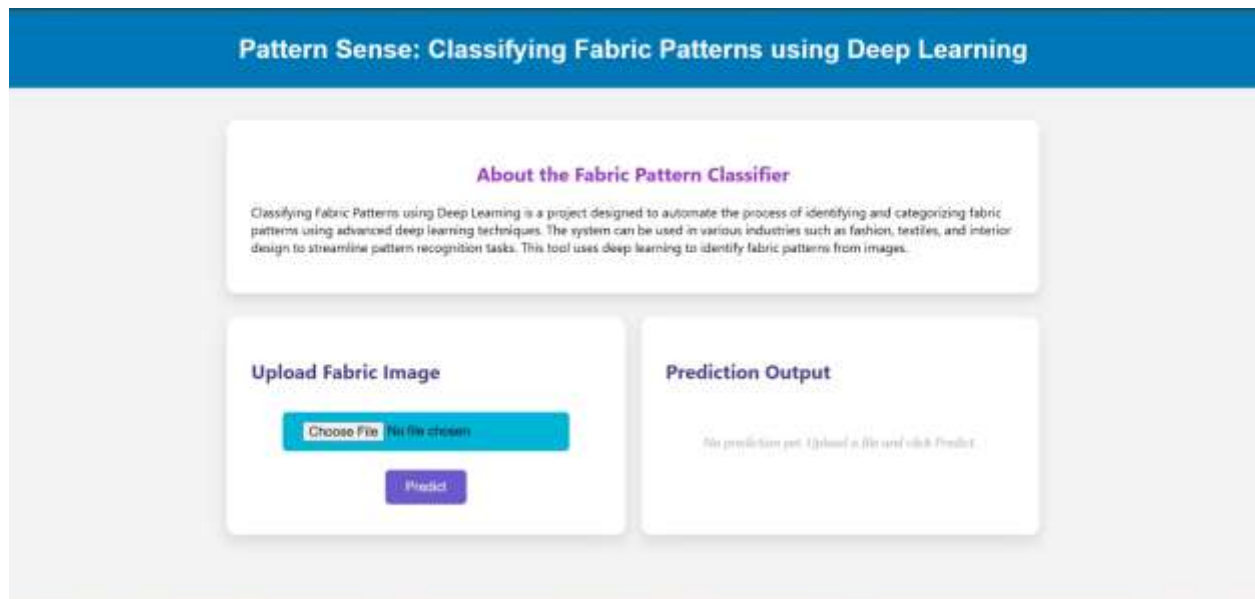 Pattern Sense: Classifying Fabric Patterns using Deep Learning
About the Fabric Pattern Classifier
Classifying Fabric Patterns using Deep Learning is a project designed to automate the process of identifying and categorizing fabric
patterns using advanced deep learning techniques. The system can be used in various industries such as fashion, textiles, and interior
design to streamline pattern recognition tasks. This tool uses deep learning to identify fabric patterns from images.
Upload Fabric Image
Choose File No file chosen
Predict
Prediction Output
No prediction yet. Upload a file and click Predict.